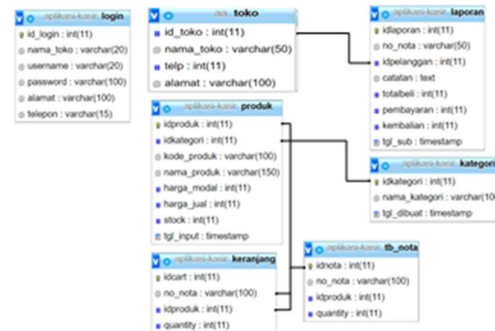 aplikasi-kasir login
id_login : int(11)
nama_toko : varchar(20)
username : varchar(20)
password : varchar(100)
alamat : varchar(100)
telepon : varchar(15)
toko
id_toko : int(11)
nama_toko : varchar(50)
telp : int(11)
alamat : varchar(100)
aplikasi-kasir laporan
idlaporan : int(11)
no_nota : varchar(50)
idpelanggan : int(11)
catatan : text
totalbeli : int(11)
pembayaran : int(11)
kembalian : int(11)
tgl_sub : timestamp
aplikasi-kasir produk
idproduk : int(11)
idkategori : int(11)
kode_produk : varchar(100)
nama_produk : varchar(150)
harga_modal : int(11)
harga_jual : int(11)
stock : int(11)
tgl_input : timestamp
aplikasi-kasir kategori
idkategori : int(11)
nama_kategori : varchar(100
tgl_dibuat : timestamp
aplikasi-kasir keranjang
idcart : int(11)
no_nota : varchar(100)
idproduk : int(11)
quantity : int(11)
aplikasi-kasir tb_nota
idnota : int(11)
no_nota : varchar(100)
idproduk : int(11)
quantity : int(11)